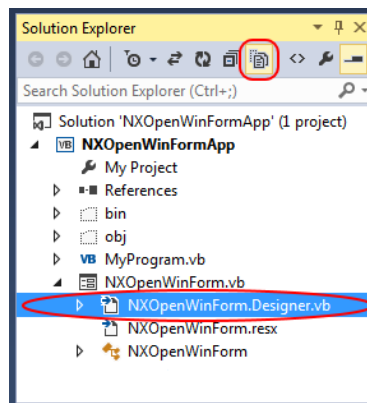 Solution Explorer
Search Solution Explorer (Ctrl+;)
Solution 'NXOpenWinFormApp' (1 project)
VB NXOpenWinFormApp
My Project
References
bin
obj
VB MyProgram.vb
NXOpenWinForm.vb
NXOpenWinForm.Designer.vb
NXOpenWinForm.resx
NXOpenWinForm